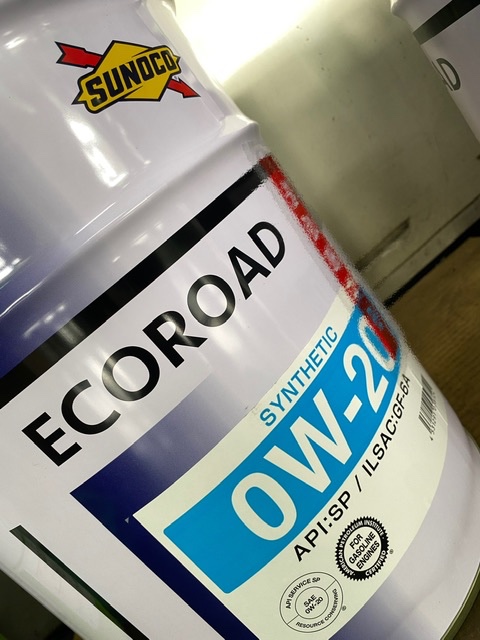 SUNOCO
ECOROAD
SYNTHETIC
0W-20
API:SP / ILSAC:GF-6A
API SERVICE SP
SAE
0W-20
RESOURCE CONSERVING
FOR
GASOLINE
ENGINES
D